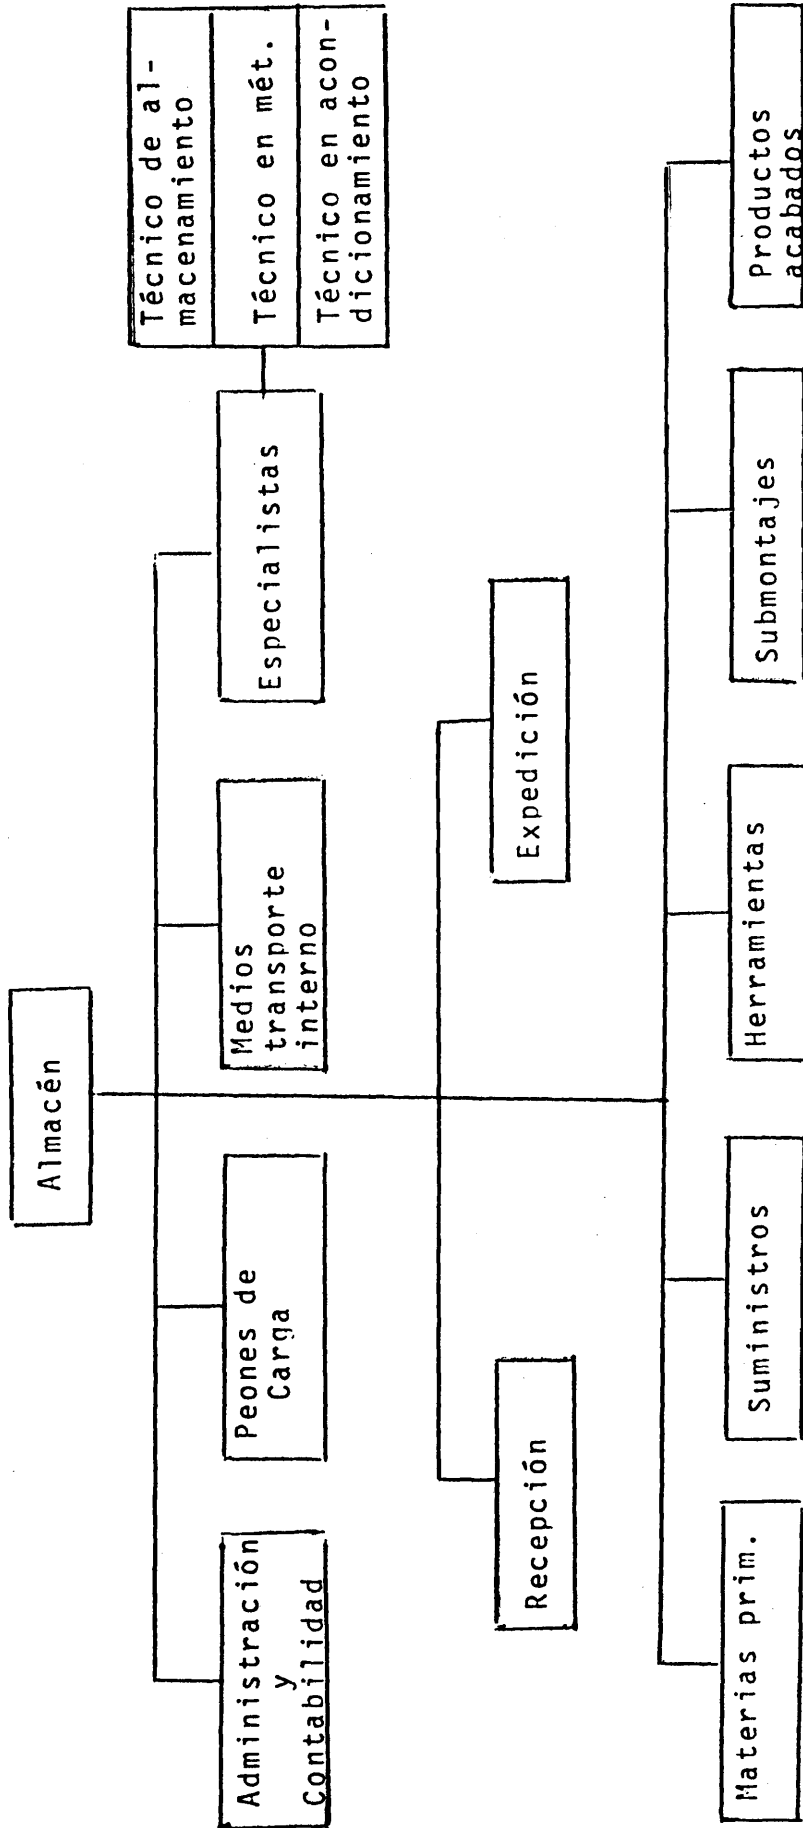 Almacén
Administración
y
Contabilidad
Peones de
Carga
Medios
transporte
interno
Especialistas
Técnico de al-
macenamiento
Técnico en mét.
Técnico en acon-
dicionamiento
Recepción
Expedición
Materias prim.
Suministros
Herramientas
Submontajes
Productos
acabados